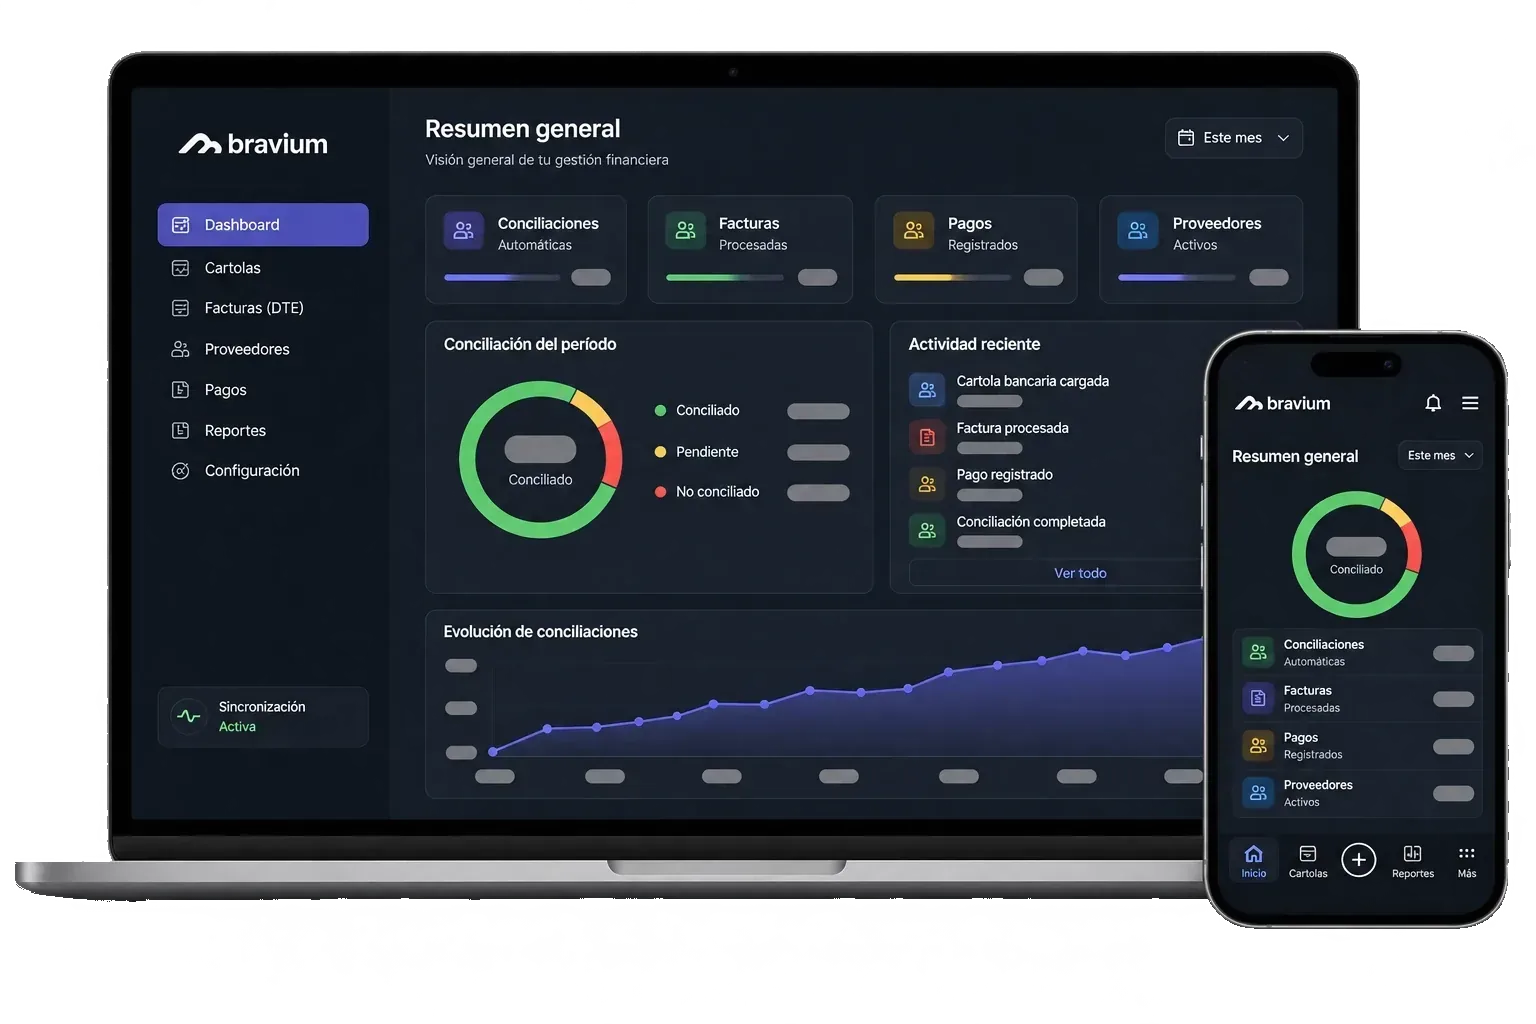 bravium
Dashboard
Cartolas
Facturas (DTE)
Proveedores
Pagos
Reportes
Configuración
Sincronización
Activa
Resumen general
Visión general de tu gestión financiera
Este mes
Conciliaciones
Automáticas
Facturas
Procesadas
Pagos
Registrados
Proveedores
Activos
Conciliación del período
Conciliado
Conciliado
Pendiente
No conciliado
Actividad reciente
Cartola bancaria cargada
Factura procesada
Pago registrado
Conciliación completada
Ver todo
Evolución de conciliaciones
bravium
Resumen general
Este mes
Conciliado
Conciliaciones
Automáticas
Facturas
Procesadas
Pagos
Registrados
Proveedores
Activos
Inicio
Cartolas
Reportes
Más